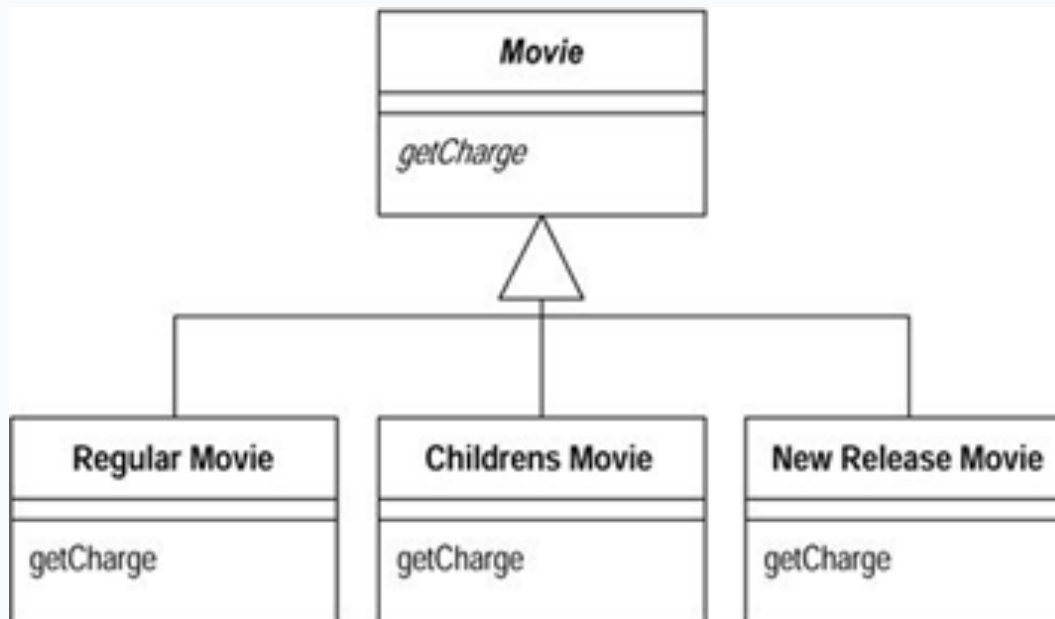 Movie
getCharge
Regular Movie
Childrens Movie
New Release Movie
getCharge
getCharge
getCharge